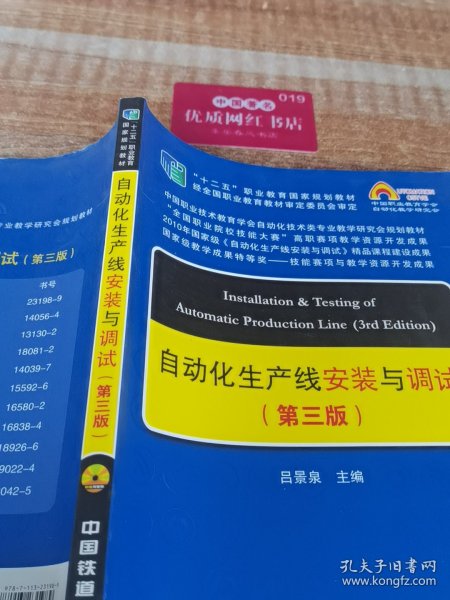 中国著名
019
优质网红书店
"十二五"职业教育国家规划教材
经全国职业教育教材审定委员会审定
中国职业技术教育学会自动化技术类专业教学研究会规划教材
全国职业院校技能大赛"高职赛项教学资源开发成果
2010年国家级《自动化生产线安装与调试》精品课程建设成果
国家级教学成果特等奖——技能赛项与教学资源开发成果
中国职业教育学会
自动化教学研究会
Installation & Testing of
Automatic Production Line (3rd Edition)
自动化生产线安装与调试
(第三版)
吕景泉 主编
"十二五"职业教育
国家规划教材
自动化生产线安装与调试(第三版)
中国铁道
专业教学研究会规划教材
试(第三版)
书号
23198-9
14056-4
13130-2
18081-2
14039-7
15592-6
16580-2
16838-4
18926-6
9022-4
042-5
978-7-113-23198-9
孔夫子旧书网
www.kongfz.com